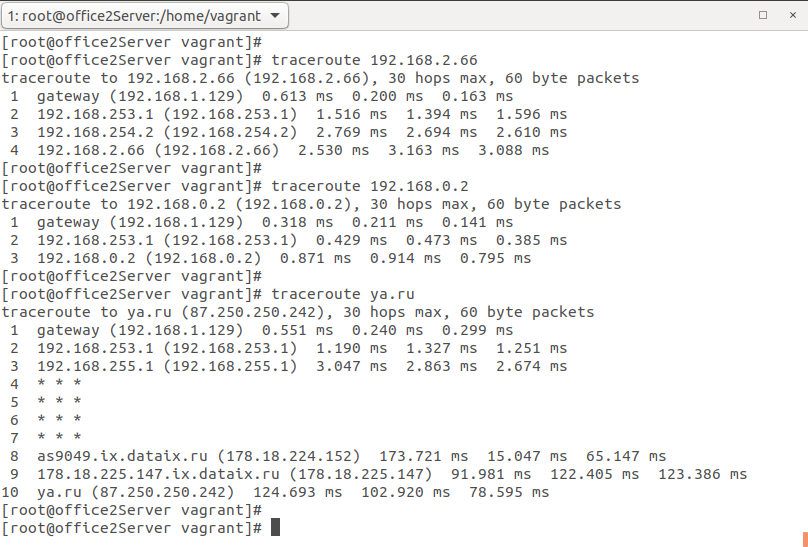 1: root@office2Server:/home/vagrant
[root@office2Server vagrant]#
[root@office2Server vagrant]# traceroute 192.168.2.66
traceroute to 192.168.2.66 (192.168.2.66), 30 hops max, 60 byte packets
 1  gateway (192.168.1.129)  0.613 ms  0.200 ms  0.163 ms
 2  192.168.253.1 (192.168.253.1)  1.516 ms  1.394 ms  1.596 ms
 3  192.168.254.2 (192.168.254.2)  2.769 ms  2.694 ms  2.610 ms
 4  192.168.2.66 (192.168.2.66)  2.530 ms  3.163 ms  3.088 ms
[root@office2Server vagrant]#
[root@office2Server vagrant]# traceroute 192.168.0.2
traceroute to 192.168.0.2 (192.168.0.2), 30 hops max, 60 byte packets
 1  gateway (192.168.1.129)  0.318 ms  0.211 ms  0.141 ms
 2  192.168.253.1 (192.168.253.1)  0.429 ms  0.473 ms  0.385 ms
 3  192.168.0.2 (192.168.0.2)  0.871 ms  0.914 ms  0.795 ms
[root@office2Server vagrant]#
[root@office2Server vagrant]# traceroute ya.ru
traceroute to ya.ru (87.250.250.242), 30 hops max, 60 byte packets
 1  gateway (192.168.1.129)  0.551 ms  0.240 ms  0.299 ms
 2  192.168.253.1 (192.168.253.1)  1.190 ms  1.327 ms  1.251 ms
 3  192.168.255.1 (192.168.255.1)  3.047 ms  2.863 ms  2.674 ms
 4  * * *
 5  * * *
 6  * * *
 7  * * *
 8  as9049.ix.dataix.ru (178.18.224.152)  173.721 ms  15.047 ms  65.147 ms
 9  178.18.225.147.ix.dataix.ru (178.18.225.147)  91.981 ms  122.405 ms  123.386 ms
10  ya.ru (87.250.250.242)  124.693 ms  102.920 ms  78.595 ms
[root@office2Server vagrant]#
[root@office2Server vagrant]#